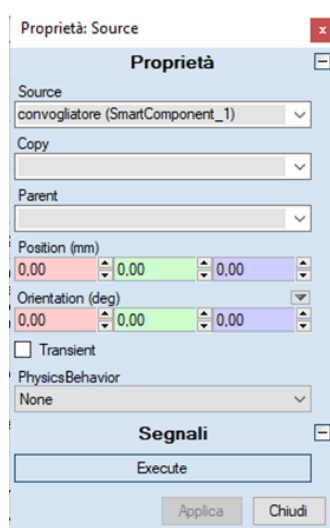 Proprietà: Source
x
Proprietà
Source
convogliatore (SmartComponent_1)
Copy
Parent
Position (mm)
0,00 0,00 0,00
Orientation (deg)
0,00 0,00 0,00
Transient
PhysicsBehavior
None
Segnali
Execute
Applica Chiudi